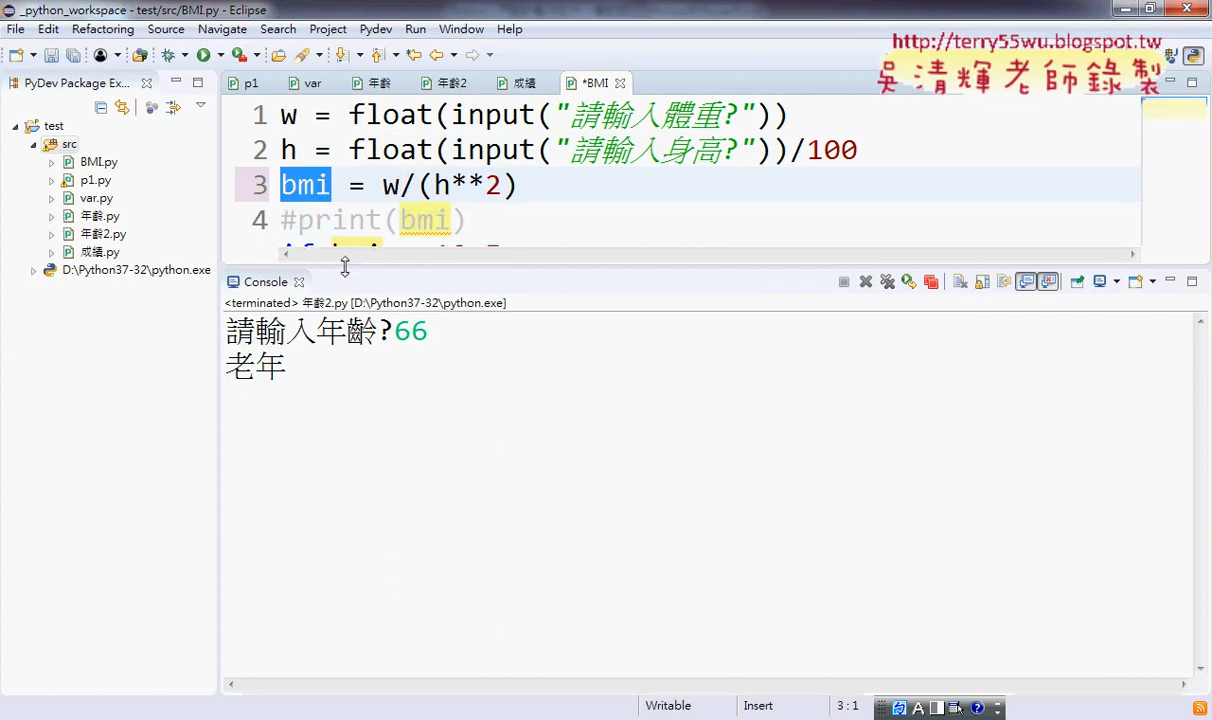 _python_workspace - test/src/BMI.py - Eclipse
File Edit Refactoring Source Navigate Search Project Pydev Run Window Help
http://terry55wu.blogspot.tw
吳清輝老師錄製
PyDev Package Ex...
test
src
BMI.py
p1.py
var.py
年齡.py
年齡2.py
成績.py
D:\Python37-32\python.exe
p1 var 年齡 年齡2 成績 *BMI
1 w = float(input("請輸入體重?"))
2 h = float(input("請輸入身高?"))/100
3 bmi = w/(h**2)
4 #print(bmi)
Console
<terminated> 年齡2.py [D:\Python37-32\python.exe]
請輸入年齡?66
老年
Writable Insert 3:1